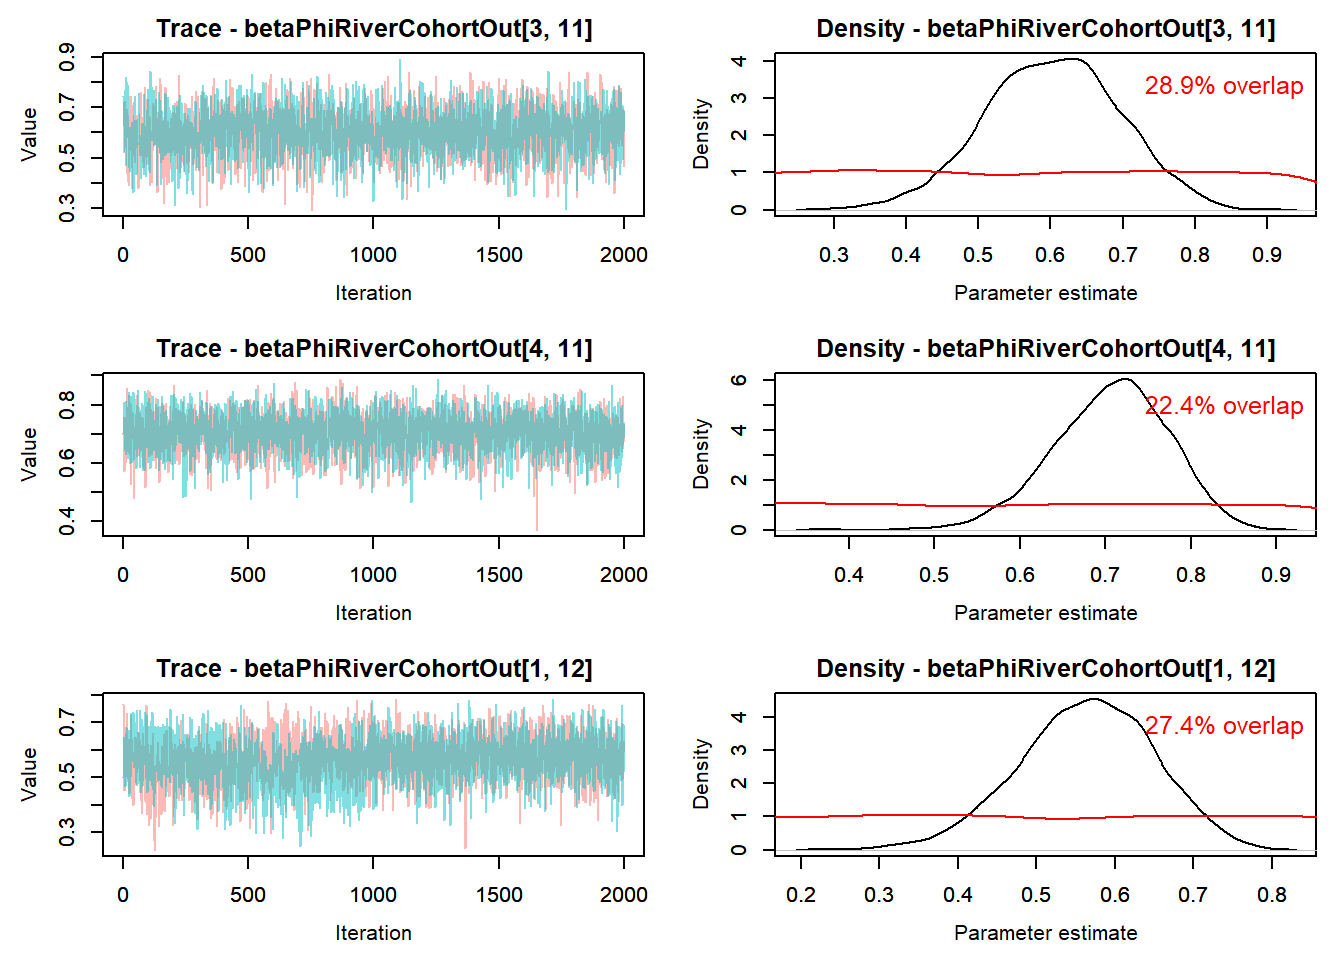 Trace - betaPhiRiverCohortOut[3, 11]
Value
0.3 0.5 0.7 0.9
0 500 1000 1500 2000
Iteration
Density - betaPhiRiverCohortOut[3, 11]
28.9% overlap
Density
0 1 2 3 4
0.3 0.4 0.5 0.6 0.7 0.8 0.9
Parameter estimate
Trace - betaPhiRiverCohortOut[4, 11]
Value
0.4 0.6 0.8
0 500 1000 1500 2000
Iteration
Density - betaPhiRiverCohortOut[4, 11]
22.4% overlap
Density
0 2 4 6
0.4 0.5 0.6 0.7 0.8 0.9
Parameter estimate
Trace - betaPhiRiverCohortOut[1, 12]
Value
0.3 0.5 0.7
0 500 1000 1500 2000
Iteration
Density - betaPhiRiverCohortOut[1, 12]
27.4% overlap
Density
0 1 2 3 4
0.2 0.3 0.4 0.5 0.6 0.7 0.8
Parameter estimate